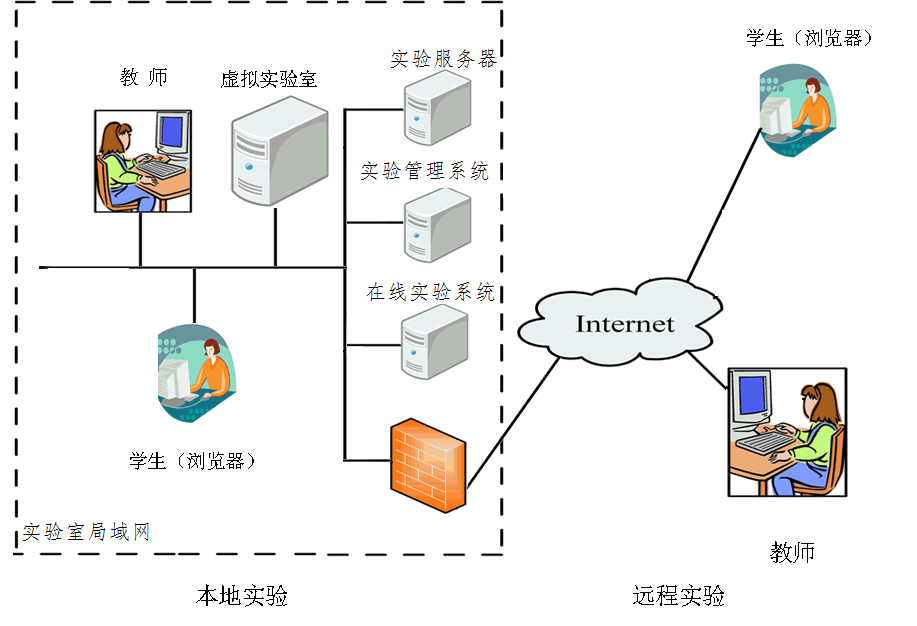 学生（浏览器）
实验服务器
教 师
虚拟实验室
实验管理系统
在线实验系统
Internet
学生（浏览器）
实验室局域网
教师
本地实验
远程实验